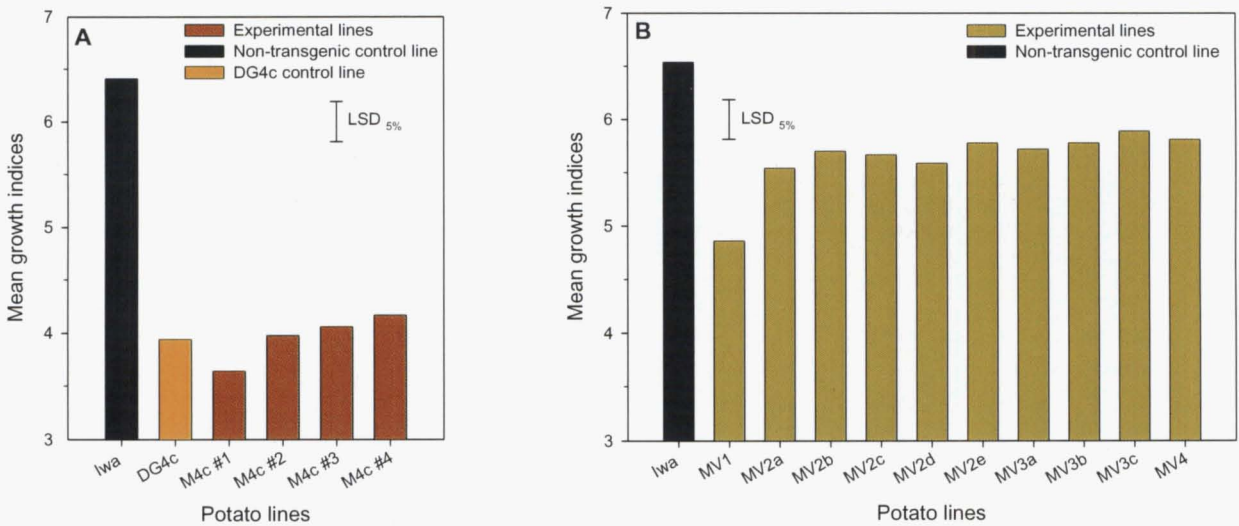 A
Experimental lines
Non-transgenic control line
DG4c control line
LSD 5%
7
6
5
4
3
Mean growth indices
Iwa
DG4c
M4c #1
M4c #2
M4c #3
M4c #4
Potato lines
B
Experimental lines
Non-transgenic control line
LSD 5%
7
6
5
4
3
Mean growth indices
Iwa
MV1
MV2a
MV2b
MV2c
MV2d
MV2e
MV3a
MV3b
MV3c
MV4
Potato lines